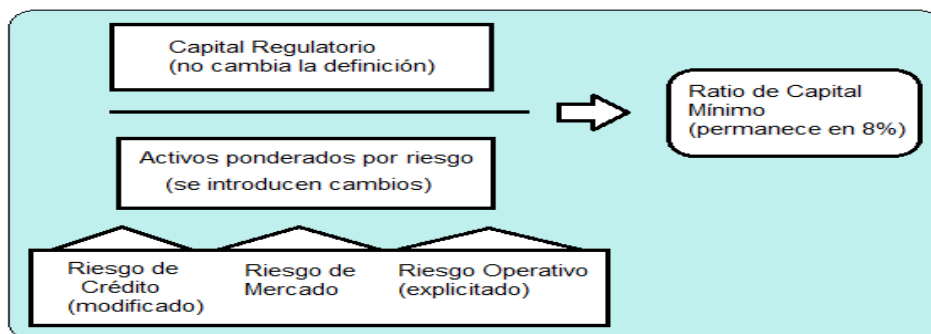 Capital Regulatorio
(no cambia la definición)
Ratio de Capital
Mínimo
(permanece en 8%)
Activos ponderados por riesgo
(se introducen cambios)
Riesgo de
Crédito
(modificado)
Riesgo de
Mercado
Riesgo Operativo
(explicitado)